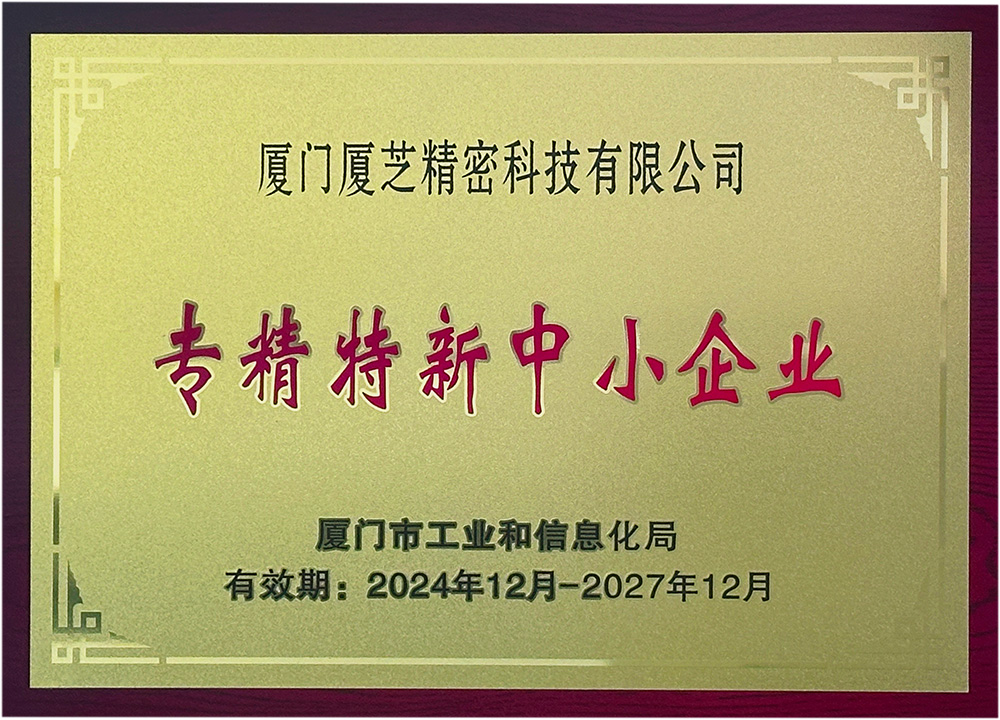 厦门厦芝精密科技有限公司
专精特新中小企业
厦门市工业和信息化局
有效期：2024年12月-2027年12月